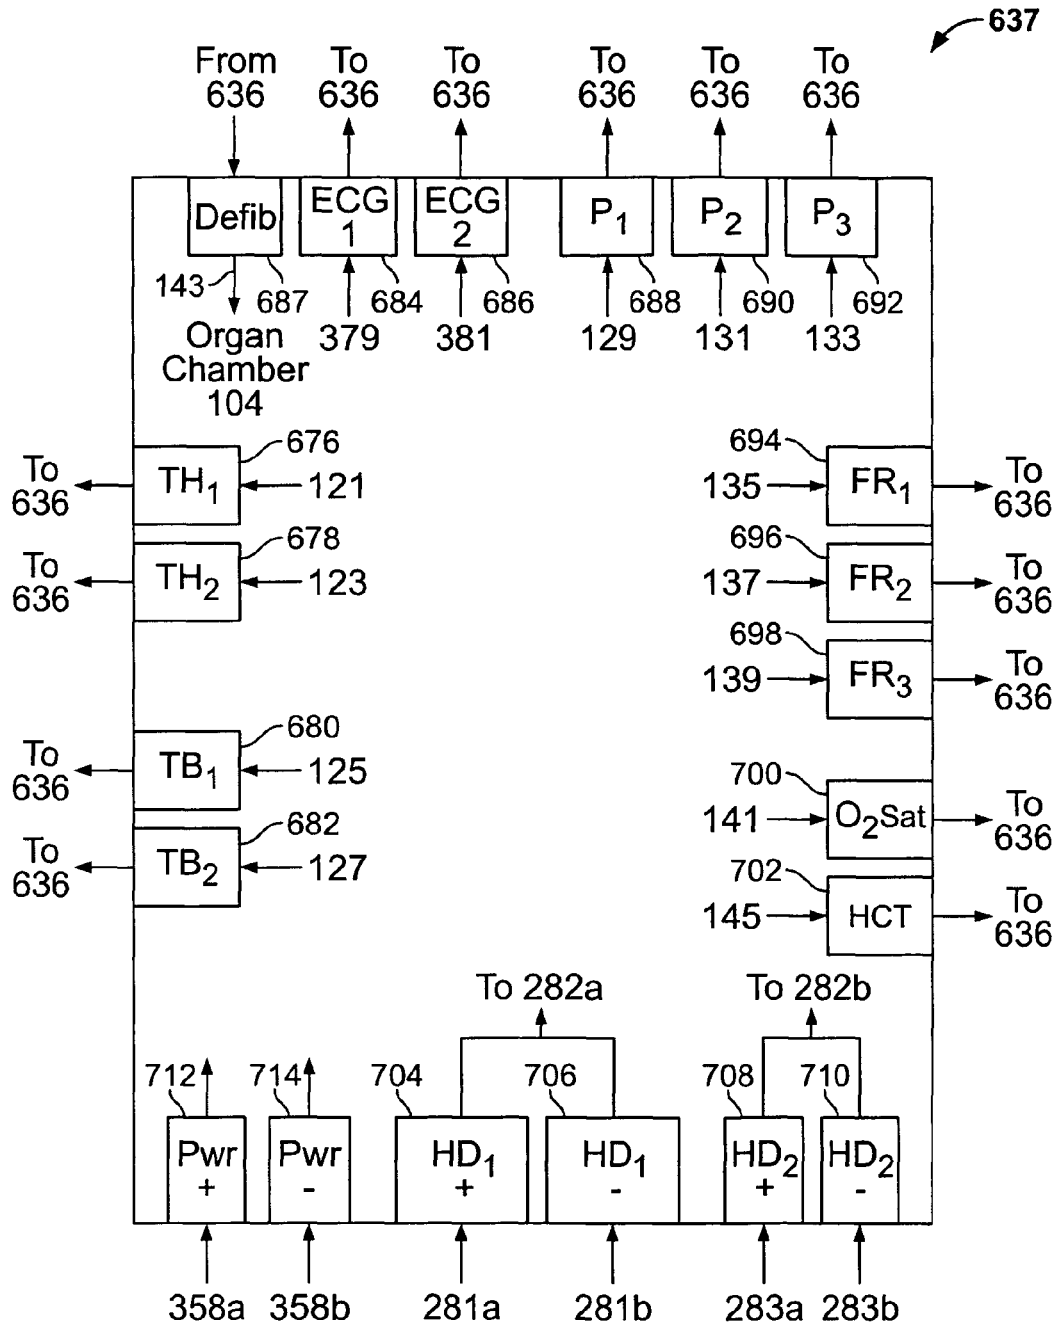 637
From 636
To 636
To 636
To 636
To 636
To 636
Defib
ECG 1
ECG 2
P1
P2
P3
143
687
684
686
688
690
692
Organ Chamber 104
379
381
129
131
133
676
694
To 636
TH1
121
135
FR1
To 636
678
696
To 636
TH2
123
137
FR2
To 636
698
139
FR3
To 636
680
To 636
TB1
125
700
141
O2Sat
To 636
682
To 636
TB2
127
702
145
HCT
To 636
To 282a
To 282b
712
714
704
706
708
710
Pwr +
Pwr -
HD1 +
HD1 -
HD2 +
HD2 -
358a
358b
281a
281b
283a
283b